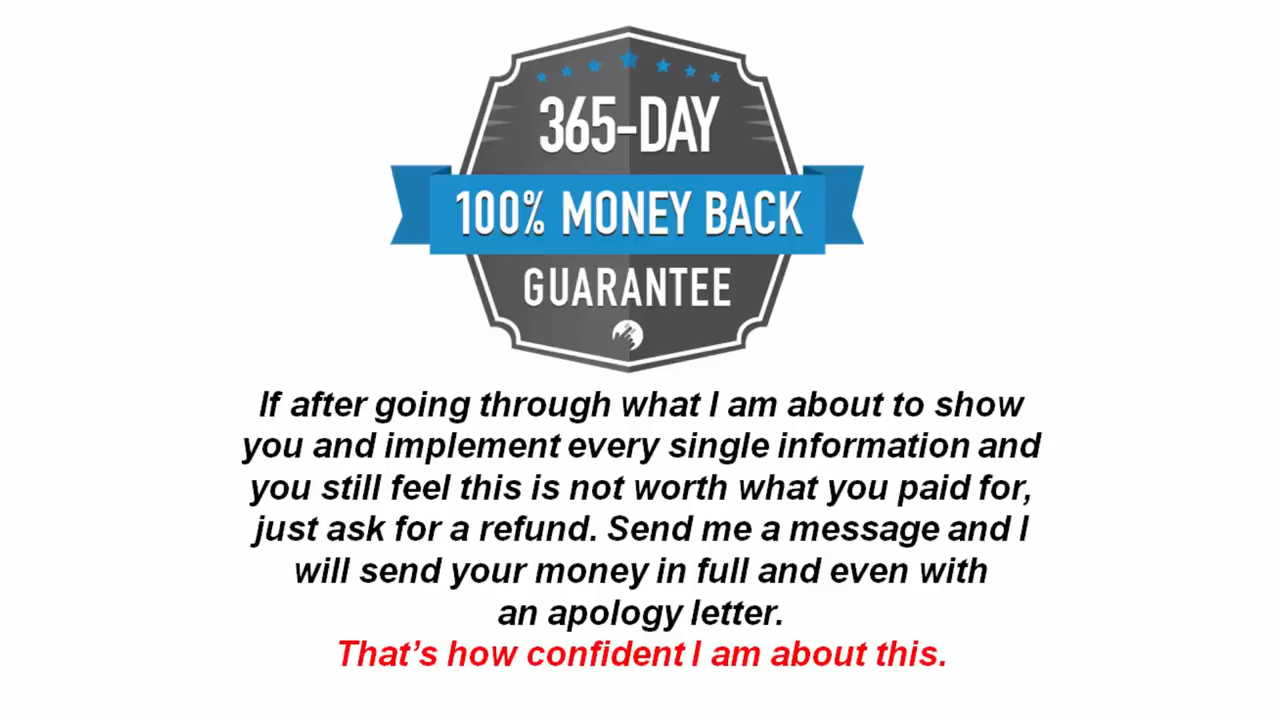 365-DAY
100% MONEY BACK
GUARANTEE
If after going through what I am about to show
you and implement every single information and
you still feel this is not worth what you paid for,
just ask for a refund. Send me a message and I
will send your money in full and even with
an apology letter.
That's how confident I am about this.